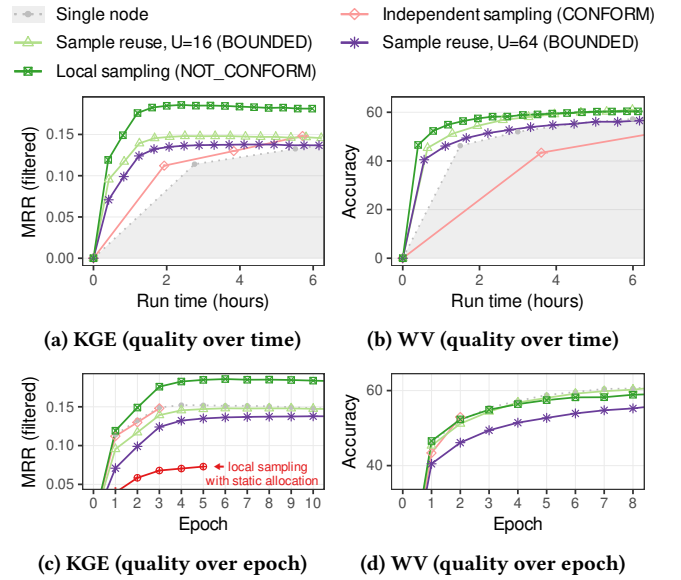 Single node
Independent sampling (CONFORM)
Sample reuse, U=16 (BOUNDED)
Sample reuse, U=64 (BOUNDED)
Local sampling (NOT_CONFORM)
MRR (filtered)
0.15
0.10
0.05
0.00
0 2 4 6
Run time (hours)
(a) KGE (quality over time)
Accuracy
60
40
20
0
0 2 4 6
Run time (hours)
(b) WV (quality over time)
MRR (filtered)
0.15
0.10
0.05
local sampling
with static allocation
0 1 2 3 4 5 6 7 8 9 10
Epoch
(c) KGE (quality over epoch)
Accuracy
60
40
0 1 2 3 4 5 6 7 8
Epoch
(d) WV (quality over epoch)